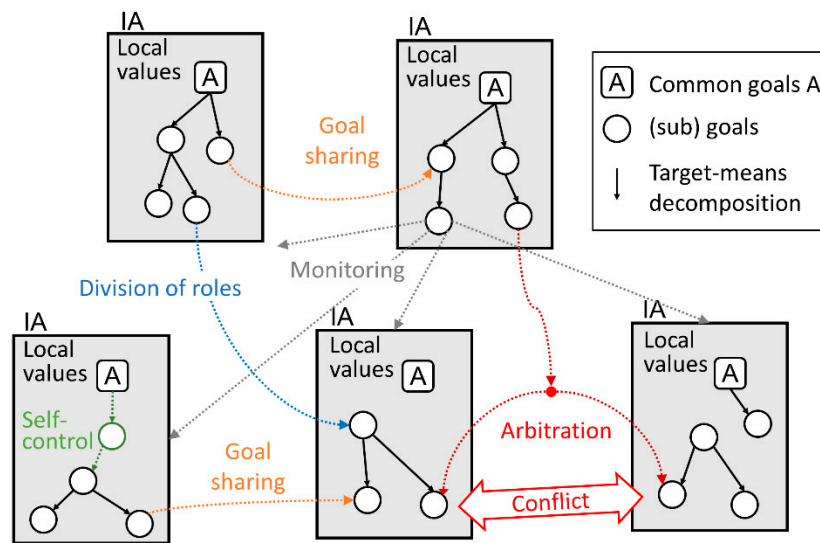 IA
Local
values
A
IA
Local
values
A
A
Common goals A
(sub) goals
Target-means
decomposition
Goal
sharing
Monitoring
Division of roles
IA
Local
values
A
Self-
control
Goal
sharing
IA
Local
values
A
Arbitration
Conflict
IA
Local
values
A